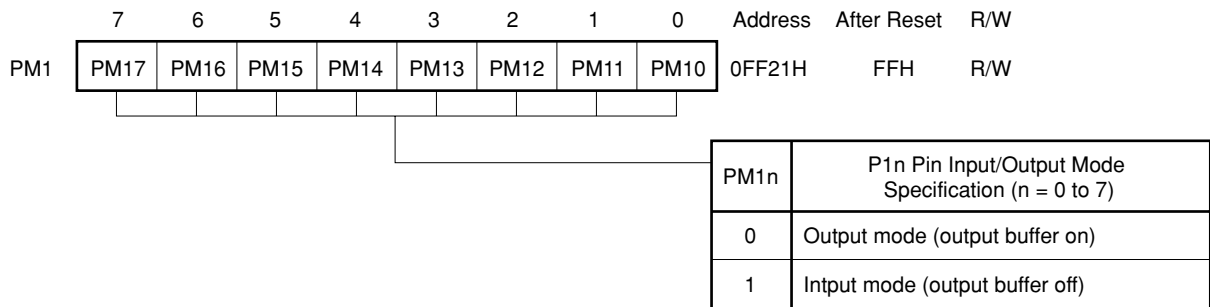 7 6 5 4 3 2 1 0 Address After Reset R/W
PM1 PM17 PM16 PM15 PM14 PM13 PM12 PM11 PM10 0FF21H FFH R/W
PM1n P1n Pin Input/Output Mode
Specification (n = 0 to 7)
0 Output mode (output buffer on)
1 Intput mode (output buffer off)